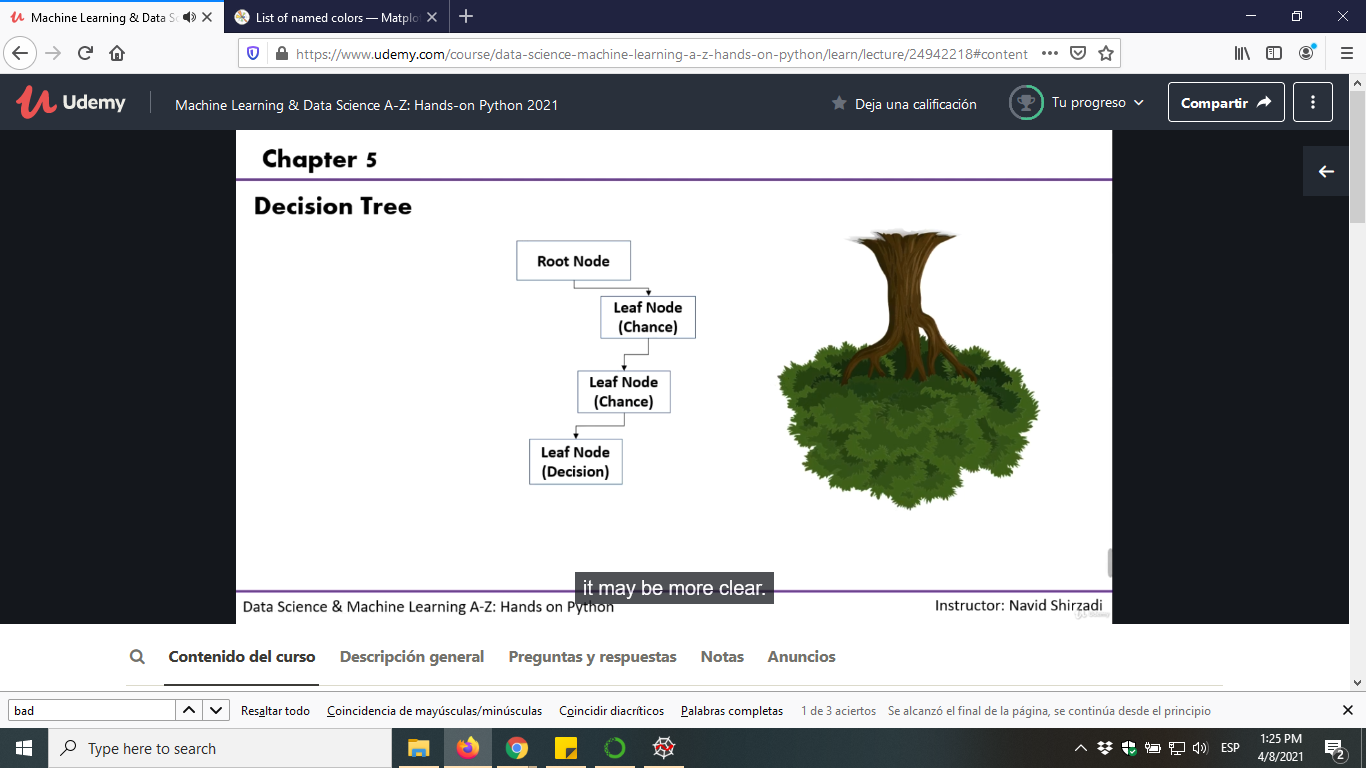 Machine Learning & Data Sc
List of named colors — Matplo
https://www.udemy.com/course/data-science-machine-learning-a-z-hands-on-python/learn/lecture/24942218#content
Udemy
Machine Learning & Data Science A-Z: Hands-on Python 2021
Deja una calificación
Tu progreso
Compartir
Chapter 5
Decision Tree
Root Node
Leaf Node
(Chance)
Leaf Node
(Chance)
Leaf Node
(Decision)
it may be more clear.
Data Science & Machine Learning A-Z: Hands on Python
Instructor: Navid Shirzadi
Udemy
Contenido del curso
Descripción general
Preguntas y respuestas
Notas
Anuncios
bad
Resaltar todo
Coincidencia de mayúsculas/minúsculas
Coincidir diacríticos
Palabras completas
1 de 3 aciertos
Se alcanzó el final de la página, se continúa desde el principio
Type here to search
ESP
1:25 PM
4/8/2021
2